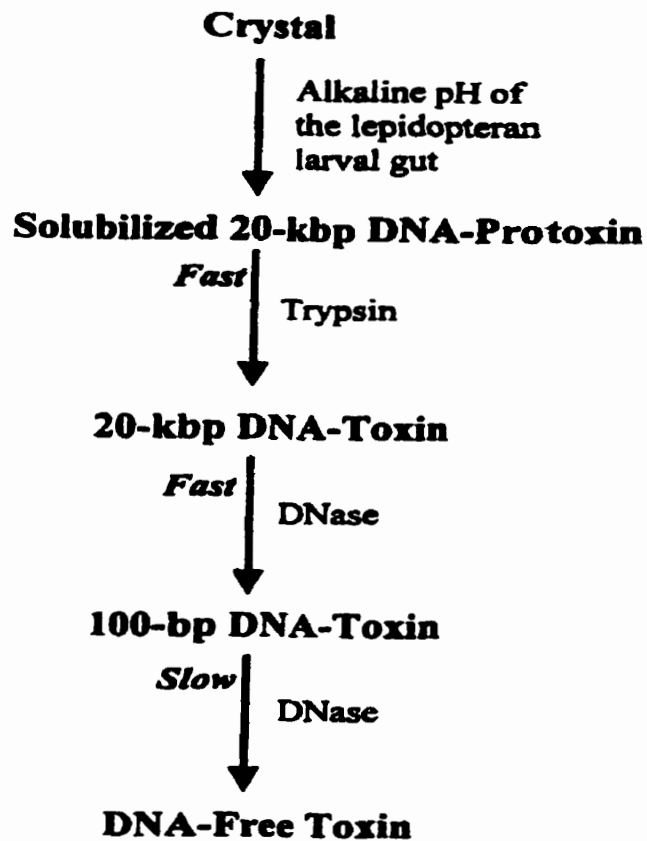 Crystal
Alkaline pH of
the lepidopteran
larval gut
Solubilized 20-kbp DNA-Protoxin
Fast
Trypsin
20-kbp DNA-Toxin
Fast
DNase
100-bp DNA-Toxin
Slow
DNase
DNA-Free Toxin